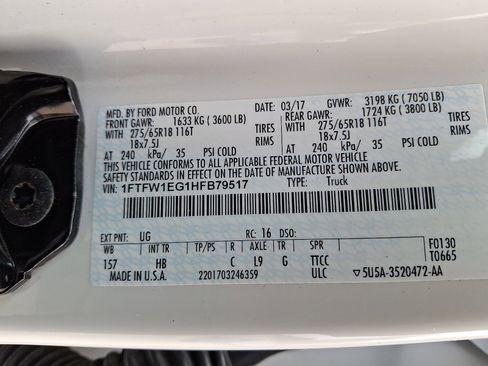 MFD. BY FORD MOTOR CO.
DATE: 03/17 GVWR: 3198 KG ( 7050 LB)
FRONT GAWR: 1633 KG ( 3600 LB) REAR GAWR: 1724 KG ( 3800 LB)
WITH WITH
275/65R18 116T TIRES 275/65R18 116T TIRES
18x7.5J RIMS 18x7.5J RIMS
AT 240 kPa/ 35 PSI COLD AT 240 kPa/ 35 PSI COLD
THIS VEHICLE CONFORMS TO ALL APPLICABLE FEDERAL MOTOR VEHICLE
SAFETY STANDARDS IN EFFECT ON THE DATE OF MANUFACTURE SHOWN ABOVE.
VIN: 1FTFW1EG1HFB79517 TYPE: Truck
EXT PNT: UG RC: 16 DSO: F0130
WB INT TR TP/PS R AXLE TR SPR T0665
157 HB C L9 G TTCC
MADE IN U.S.A. 2201703246359 ULC ▽5U5A-3520472-AA